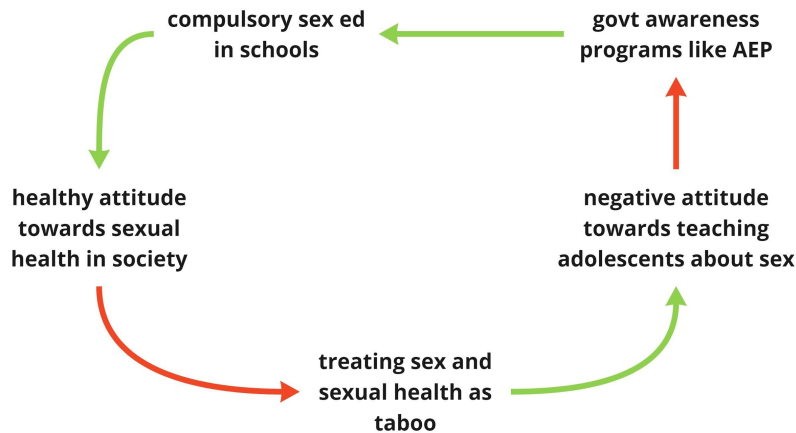 compulsory sex ed
in schools
govt awareness
programs like AEP
healthy attitude
towards sexual
health in society
negative attitude
towards teaching
adolescents about sex
treating sex and
sexual health as
taboo